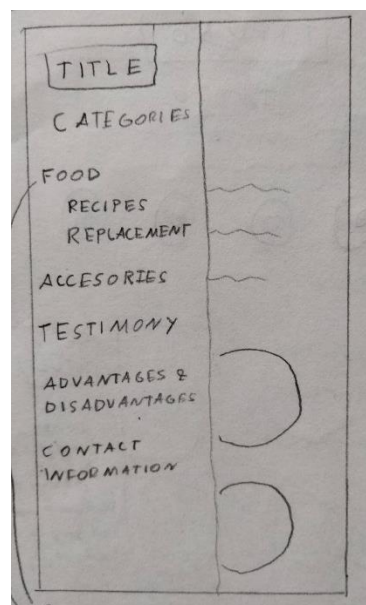 TITLE
CATEGORIES
FOOD
RECIPES
REPLACEMENT
ACCESORIES
TESTIMONY
ADVANTAGES &
DISADVANTAGES
CONTACT
INFORMATION